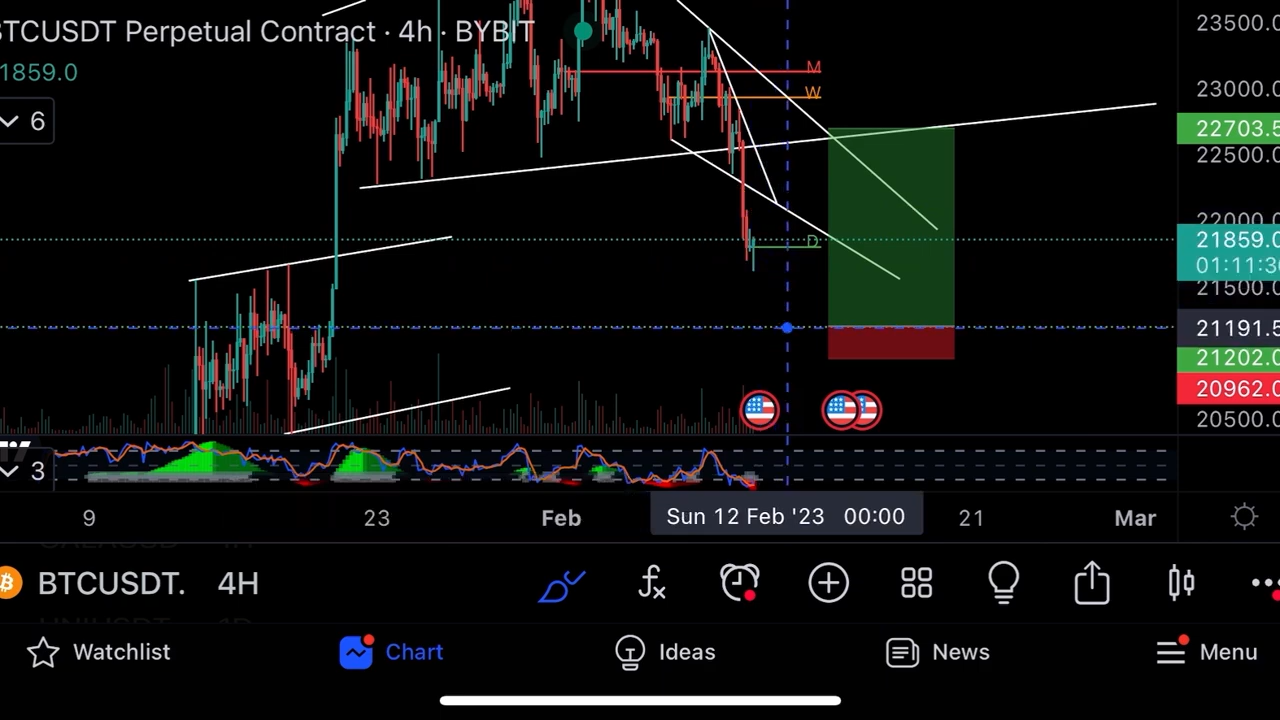 BTCUSDT Perpetual Contract · 4h · BYBIT
1859.0
6
M
W
D
23500.0
23000.0
22703.5
22500.0
22000.0
21859.0
01:11:30
21500.0
21191.5
21202.0
20962.0
20500.0
3
9
23
Feb
Sun 12 Feb '23 00:00
21
Mar
BTCUSDT. 4H
Watchlist
Chart
Ideas
News
Menu